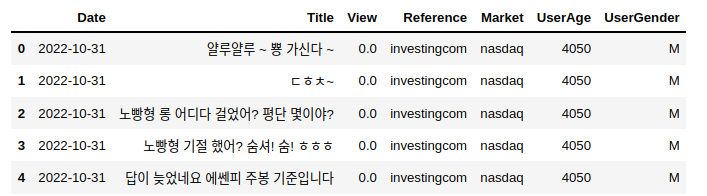 Date Title View Reference Market UserAge UserGender
0 2022-10-31 얄루얄루 ~ 뿅 가신다 ~ 0.0 investingcom nasdaq 4050 M
1 2022-10-31 ㄷㅎㅊ~ 0.0 investingcom nasdaq 4050 M
2 2022-10-31 노빵형 롱 어디다 걸었어? 평단 몇이야? 0.0 investingcom nasdaq 4050 M
3 2022-10-31 노빵형 기절 했어? 숨셔! 숨! ㅎㅎㅎ 0.0 investingcom nasdaq 4050 M
4 2022-10-31 답이 늦었네요 에쎈피 주봉 기준입니다 0.0 investingcom nasdaq 4050 M